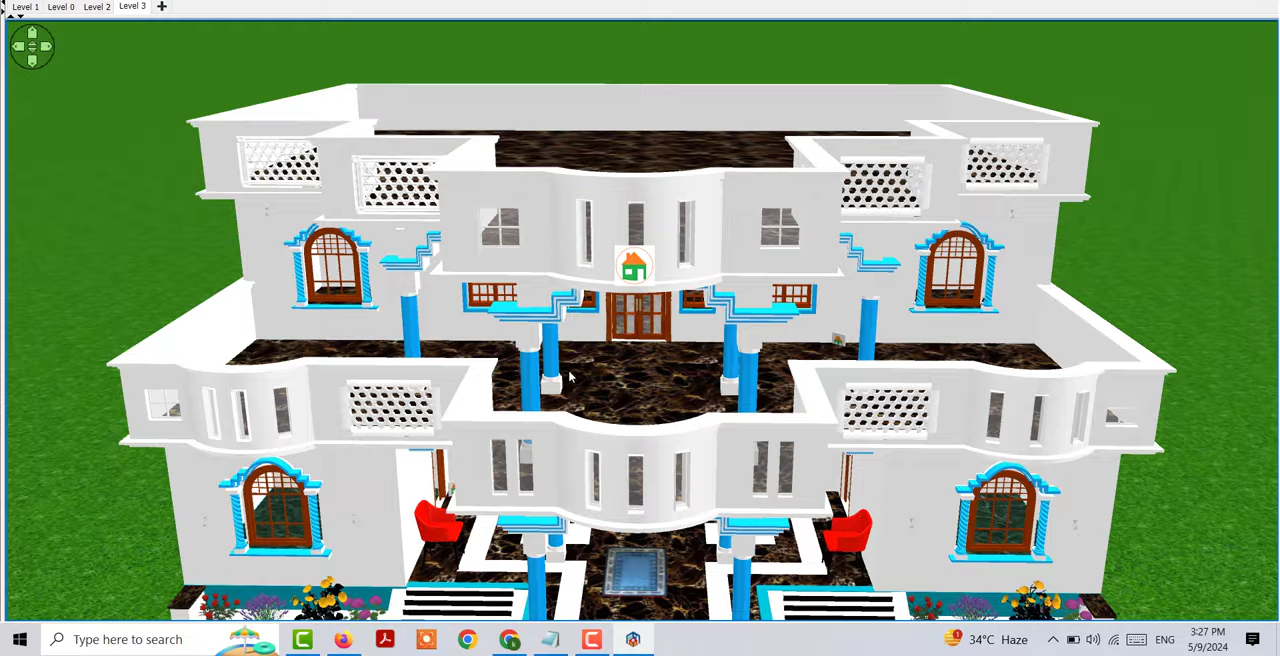 Level 1 Level 0 Level 2 Level 3
Type here to search
1
34°C Haze
ENG
3:27 PM
5/9/2024